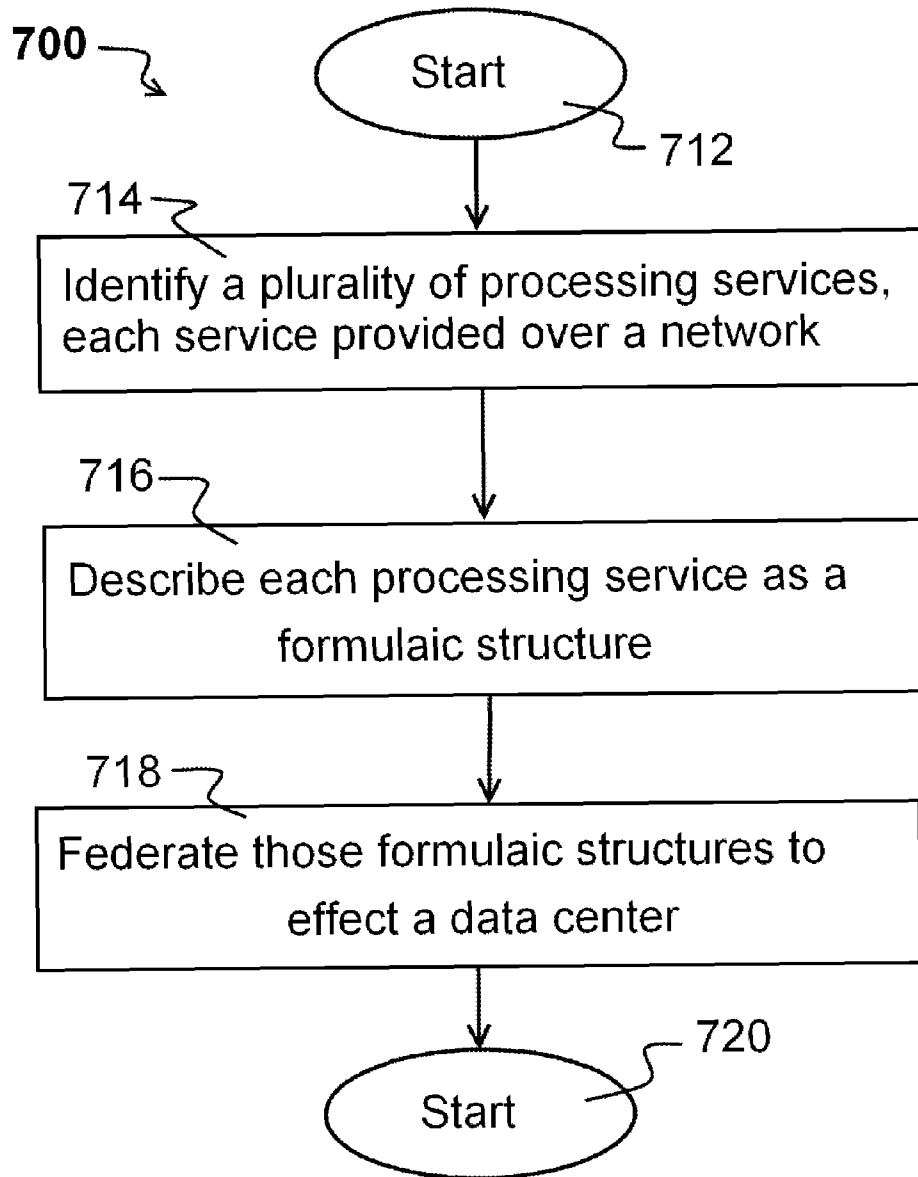 700
Start
712
714
Identify a plurality of processing services,
each service provided over a network
716
Describe each processing service as a
formulaic structure
718
Federate those formulaic structures to
effect a data center
720
Start